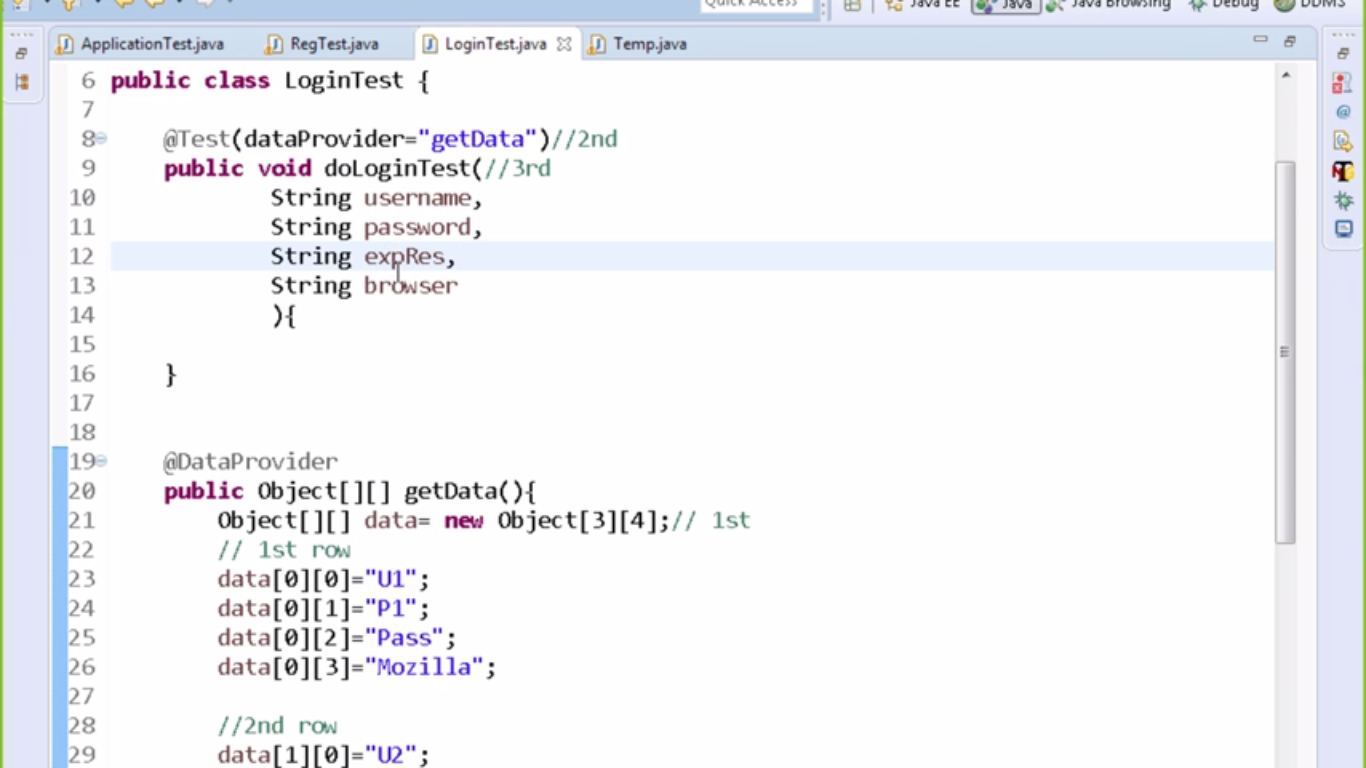 Quick Access
Java EE
Java
Java Browsing
Debug
DDMS
ApplicationTest.java
RegTest.java
LoginTest.java
Temp.java
6 public class LoginTest {
7
8 @Test(dataProvider="getData")//2nd
9 public void doLoginTest(//3rd
10 String username,
11 String password,
12 String expRes,
13 String browser
14 ){
15
16 }
17
18
19 @DataProvider
20 public Object[][] getData(){
21 Object[][] data= new Object[3][4];// 1st
22 // 1st row
23 data[0][0]="U1";
24 data[0][1]="P1";
25 data[0][2]="Pass";
26 data[0][3]="Mozilla";
27
28 //2nd row
29 data[1][0]="U2";